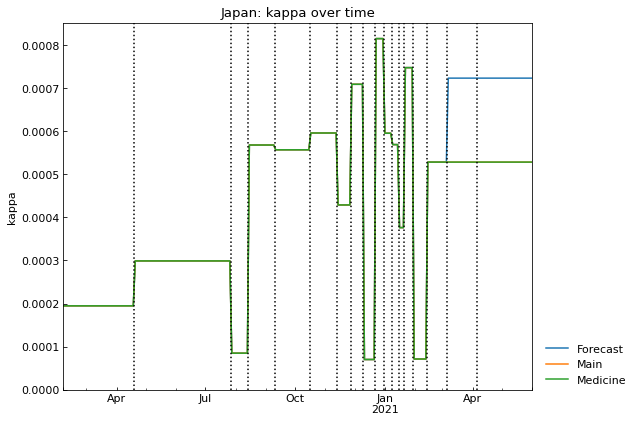 Japan: kappa over time
0.0008
0.0007
0.0006
0.0005
0.0004
0.0003
0.0002
0.0001
0.0000
kappa
Apr Jul Oct Jan Apr
2021
Forecast
Main
Medicine